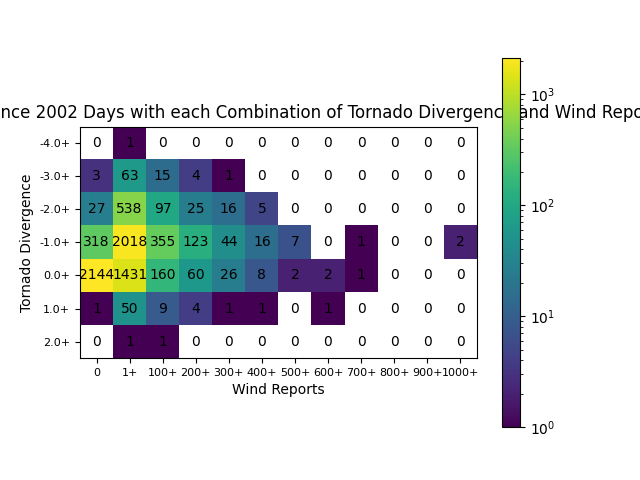 nce 2002 Days with each Combination of Tornado Divergence and Wind Repo
-4.0+ 0 1 0 0 0 0 0 0 0 0 0 0
-3.0+ 3 63 15 4 1 0 0 0 0 0 0 0
-2.0+ 27 538 97 25 16 5 0 0 0 0 0 0
-1.0+ 318 2018 355 123 44 16 7 0 1 0 0 2
0.0+ 2144 1431 160 60 26 8 2 2 1 0 0 0
1.0+ 1 50 9 4 1 1 0 1 0 0 0 0
2.0+ 0 1 1 0 0 0 0 0 0 0 0 0
0 1+ 100+ 200+ 300+ 400+ 500+ 600+ 700+ 800+ 900+ 1000+
Wind Reports
Tornado Divergence
10³
10²
10¹
10⁰